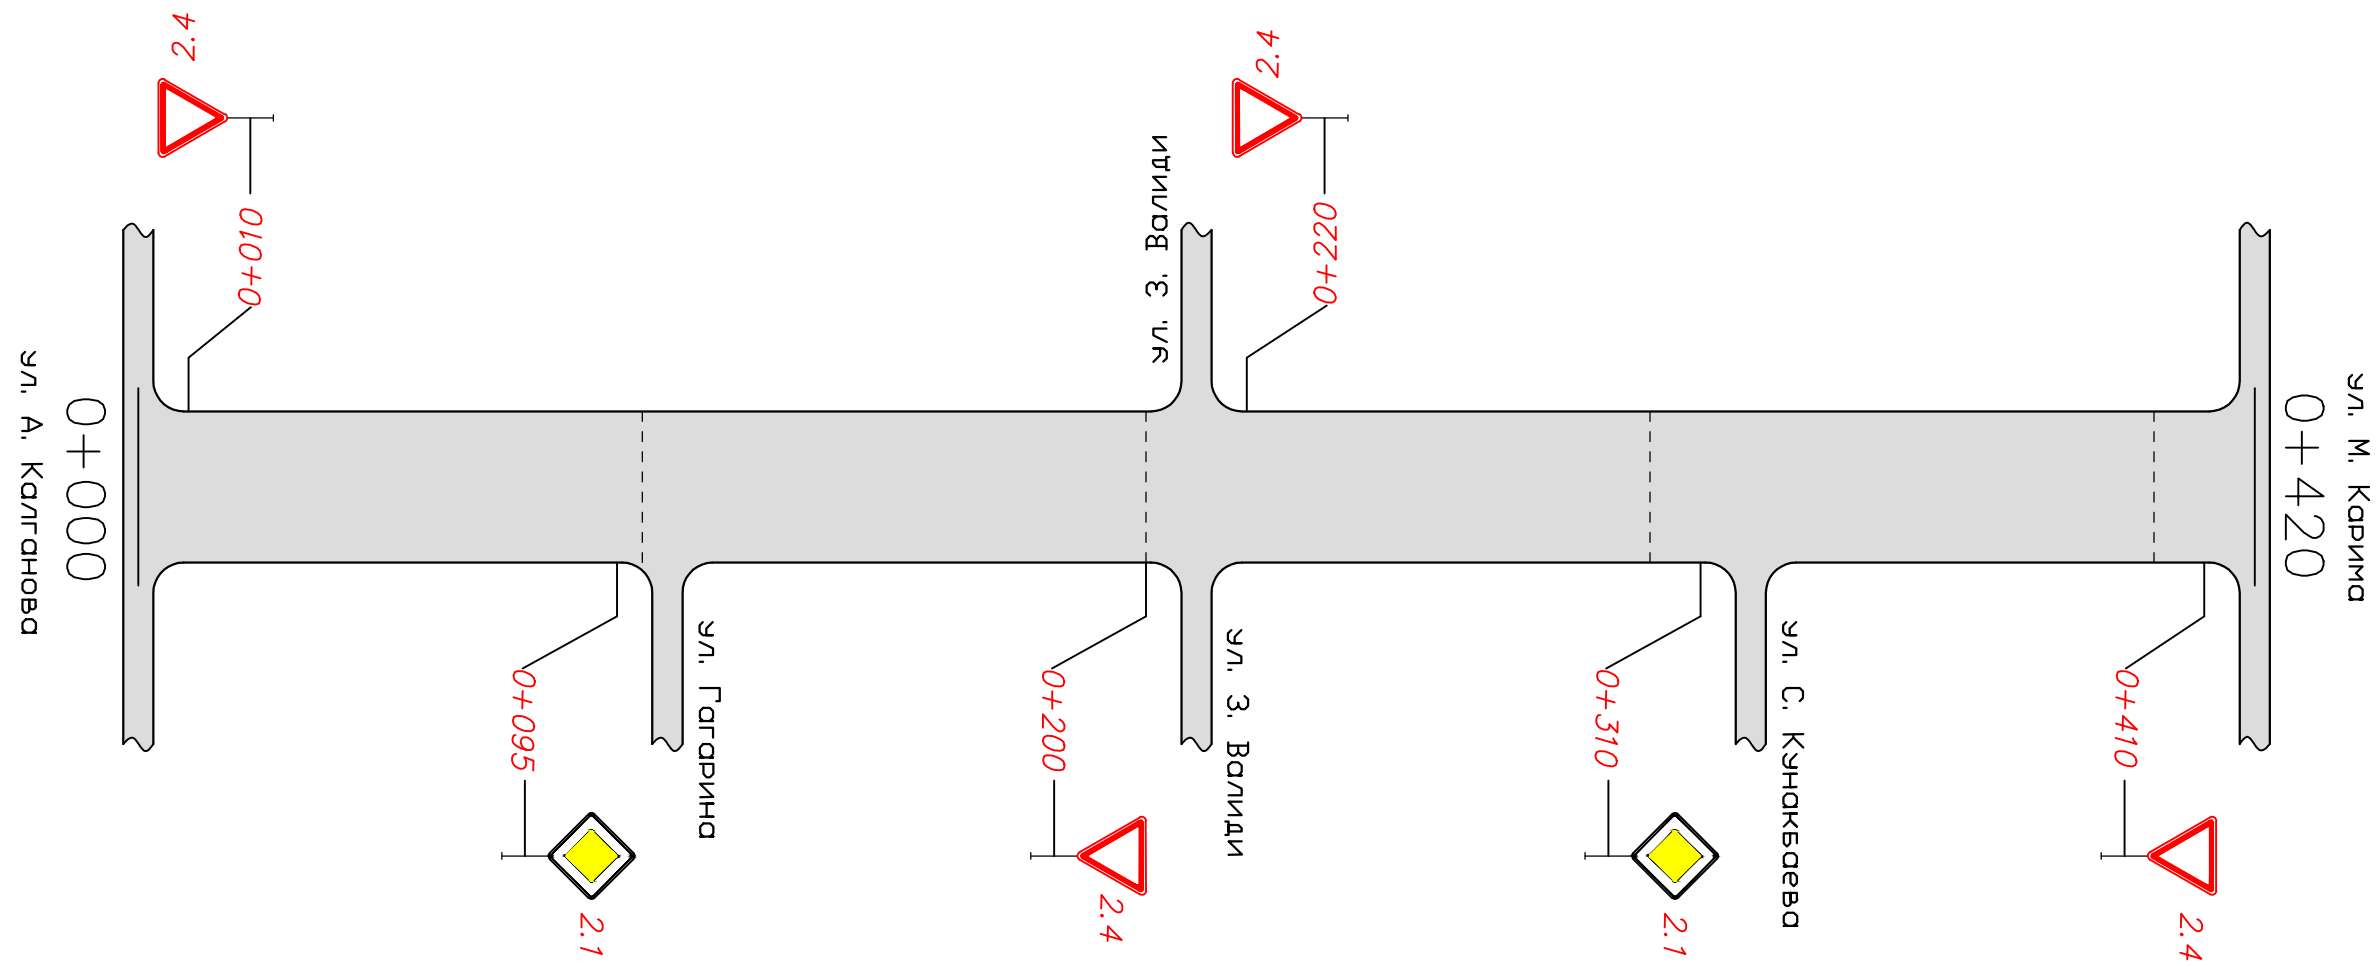 2.4
2.4
ул. З. Валиди
0+010
0+220
ул. А. Калганова
0+000
0+420
ул. М. Карима
0+095
ул. Гагарина
0+200
ул. З. Валиди
0+310
ул. С. Кунакбаева
0+410
2.1
2.4
2.1
2.4